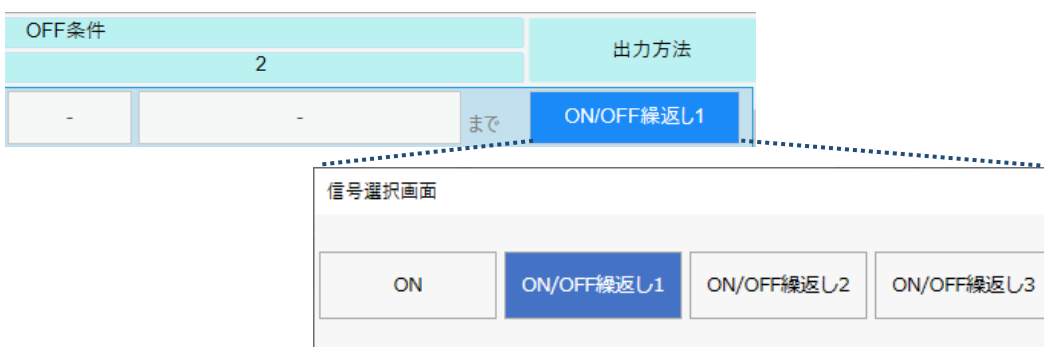 OFF条件
出力方法
2
-
-
まで
ON/OFF繰返し1
信号選択画面
ON
ON/OFF繰返し1
ON/OFF繰返し2
ON/OFF繰返し3